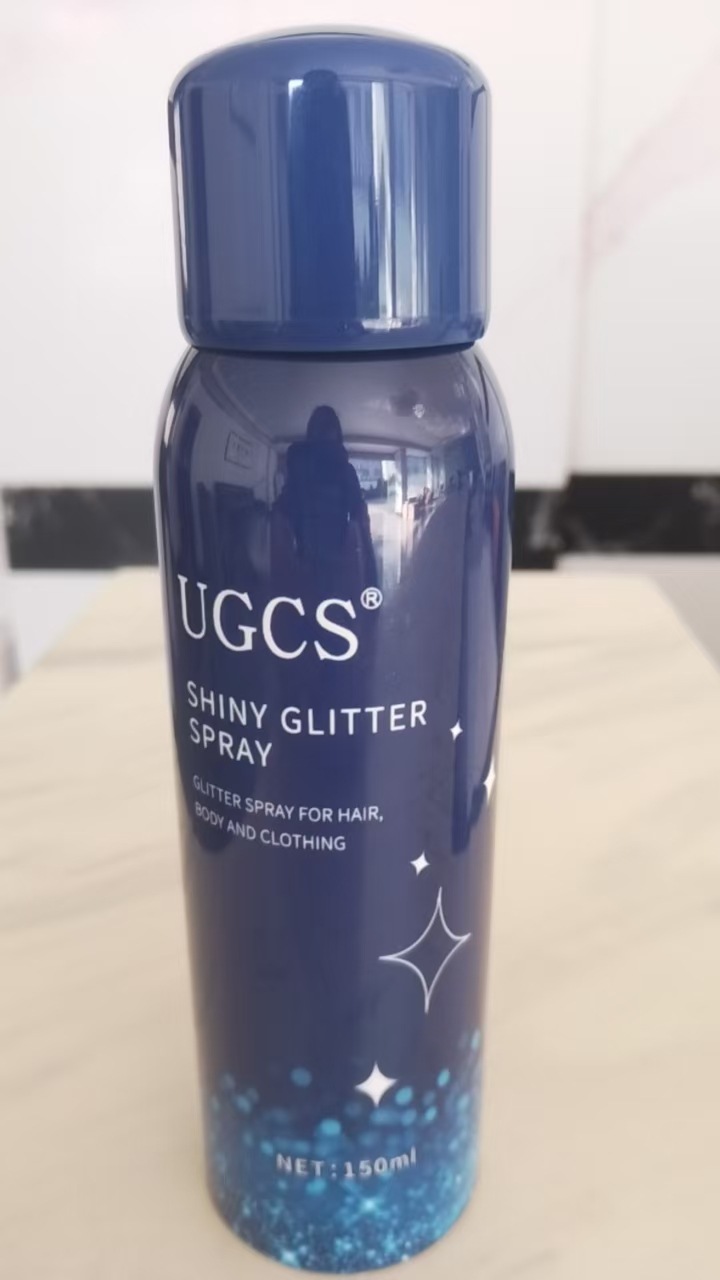 UGCS®
SHINY GLITTER
SPRAY
GLITTER SPRAY FOR HAIR,
BODY AND CLOTHING
NET:150ml